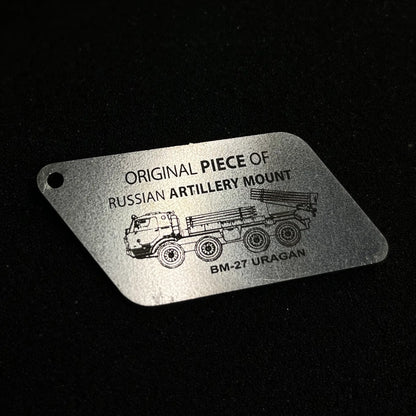 ORIGINAL PIECE OF
RUSSIAN ARTILLERY MOUNT
BM-27 URAGAN